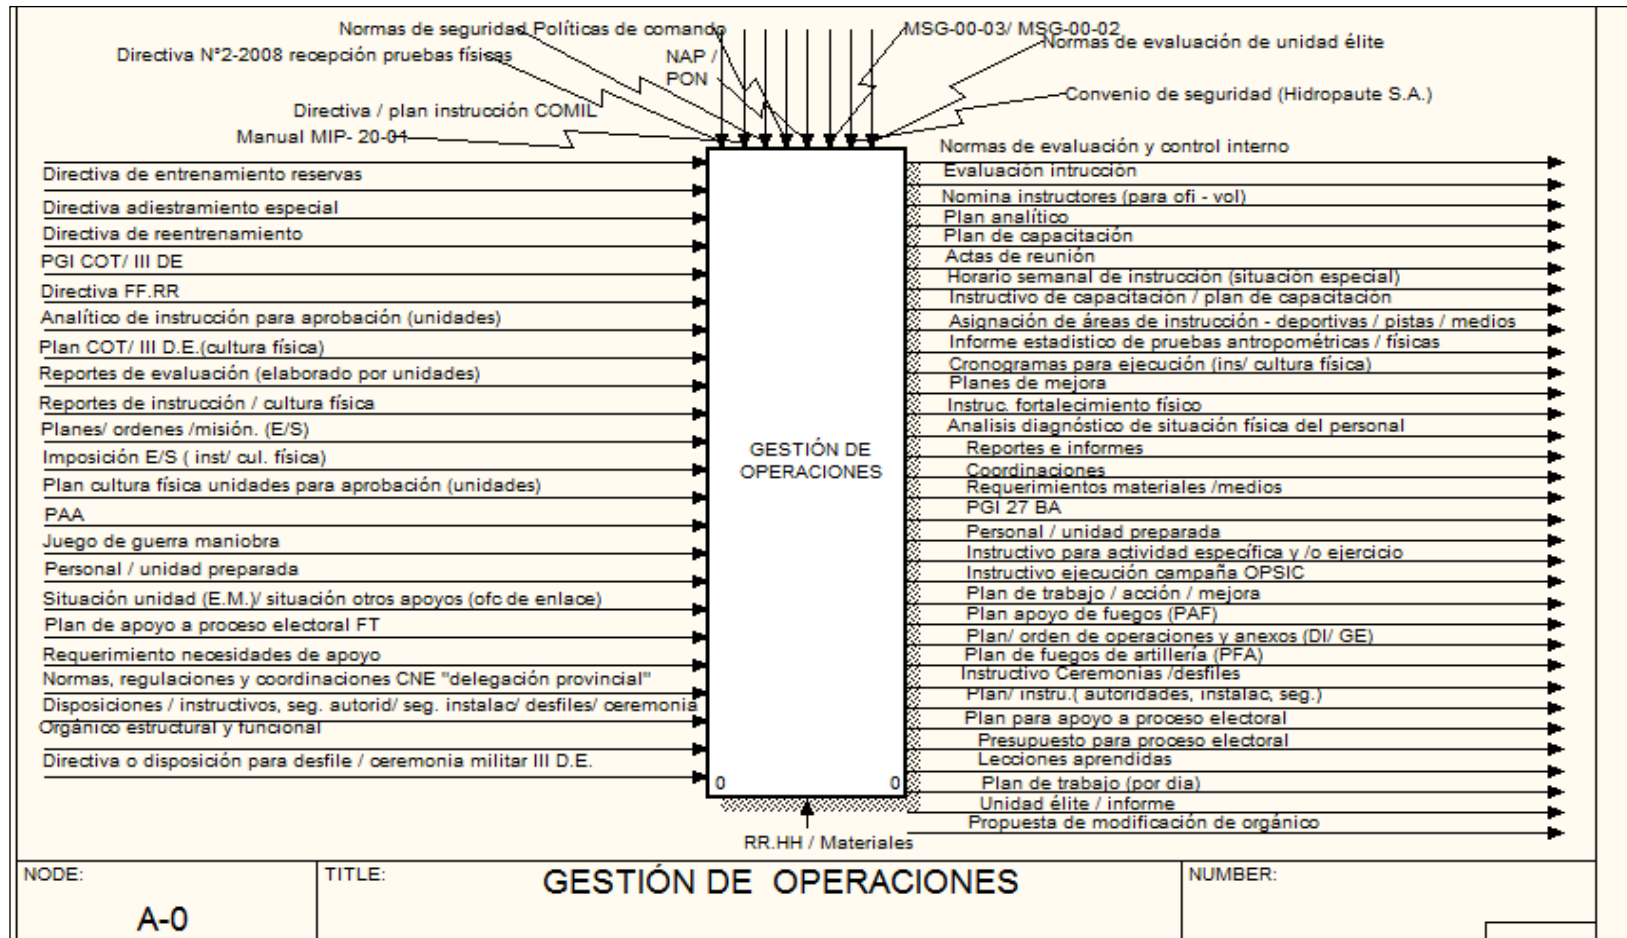 Normas de seguridad Políticas de comando
MSG-00-03/ MSG-00-02
Normas de evaluación de unidad élite
Directiva N°2-2008 recepción pruebas físicas
NAP /
PON
Convenio de seguridad (Hidropaute S.A.)
Directiva / plan instrucción COMIL
Manual MIP- 20-01
Directiva de entrenamiento reservas
Directiva adiestramiento especial
Directiva de reentrenamiento
PGI COT/ III DE
Directiva FF.RR
Analítico de instrucción para aprobación (unidades)
Plan COT/ III D.E.(cultura física)
Reportes de evaluación (elaborado por unidades)
Reportes de instrucción / cultura física
Planes/ ordenes /misión. (E/S)
Imposición E/S ( inst/ cul. física)
Plan cultura física unidades para aprobación (unidades)
PAA
Juego de guerra maniobra
Personal / unidad preparada
Situación unidad (E.M.)/ situación otros apoyos (ofc de enlace)
Plan de apoyo a proceso electoral FT
Requerimiento necesidades de apoyo
Normas, regulaciones y coordinaciones CNE "delegación provincial"
Disposiciones / instructivos, seg. autorid/ seg. instalac/ desfiles/ ceremonia
Orgánico estructural y funcional
Directiva o disposición para desfile / ceremonia militar III D.E.
GESTIÓN DE
OPERACIONES
0
0
RR.HH / Materiales
Normas de evaluación y control interno
Evaluación intrucción
Nomina instructores (para ofi - vol)
Plan analítico
Plan de capacitación
Actas de reunión
Horario semanal de instrucción (situación especial)
Instructivo de capacitación / plan de capacitación
Asignación de áreas de instrucción - deportivas / pistas / medios
Informe estadistico de pruebas antropométricas / físicas
Cronogramas para ejecución (ins/ cultura física)
Planes de mejora
Instruc. fortalecimiento físico
Analisis diagnóstico de situación física del personal
Reportes e informes
Coordinaciones
Requerimientos materiales /medios
PGI 27 BA
Personal / unidad preparada
Instructivo para actividad específica y /o ejercicio
Instructivo ejecución campaña OPSIC
Plan de trabajo / acción / mejora
Plan apoyo de fuegos (PAF)
Plan/ orden de operaciones y anexos (DI/ GE)
Plan de fuegos de artillería (PFA)
Instructivo Ceremonias /desfiles
Plan/ instru.( autoridades, instalac, seg.)
Plan para apoyo a proceso electoral
Presupuesto para proceso electoral
Lecciones aprendidas
Plan de trabajo (por dia)
Unidad élite / informe
Propuesta de modificación de orgánico
NODE:
A-0
TITLE:
GESTIÓN DE OPERACIONES
NUMBER: